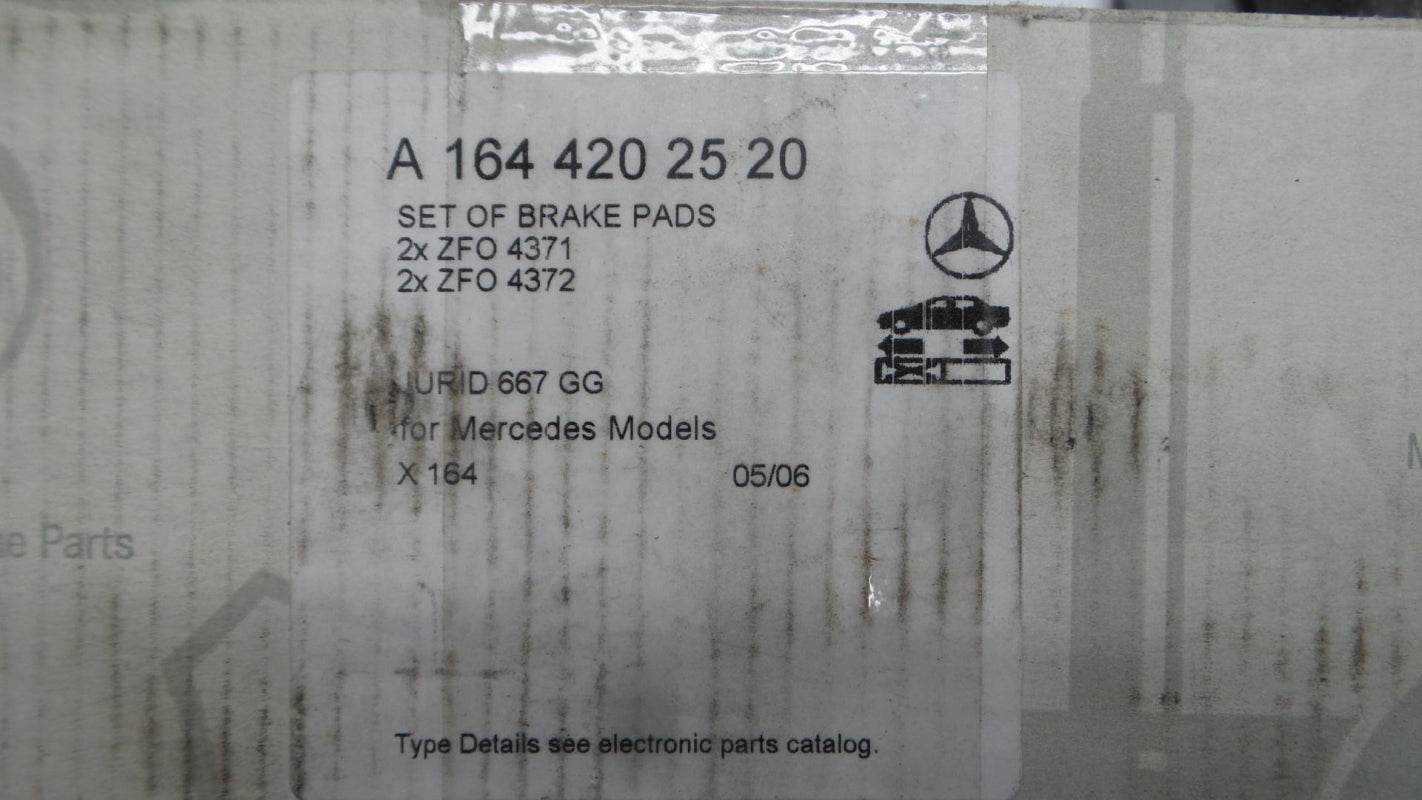 A 164 420 25 20
SET OF BRAKE PADS
2x ZFO 4371
2x ZFO 4372
JURID 667 GG
for Mercedes Models
X 164 05/06
Parts
Type Details see electronic parts catalog.